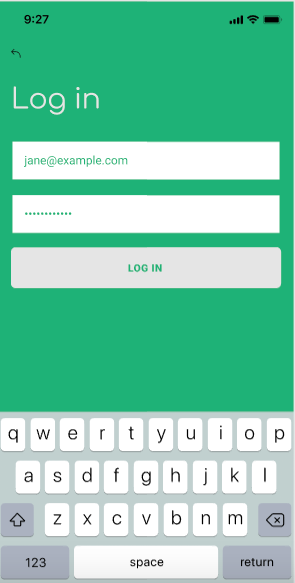 9:27
Log in
jane@example.com
••••••••••••
LOG IN
q w e r t y u i o p
a s d f g h j k l
z x c v b n m
123 space return